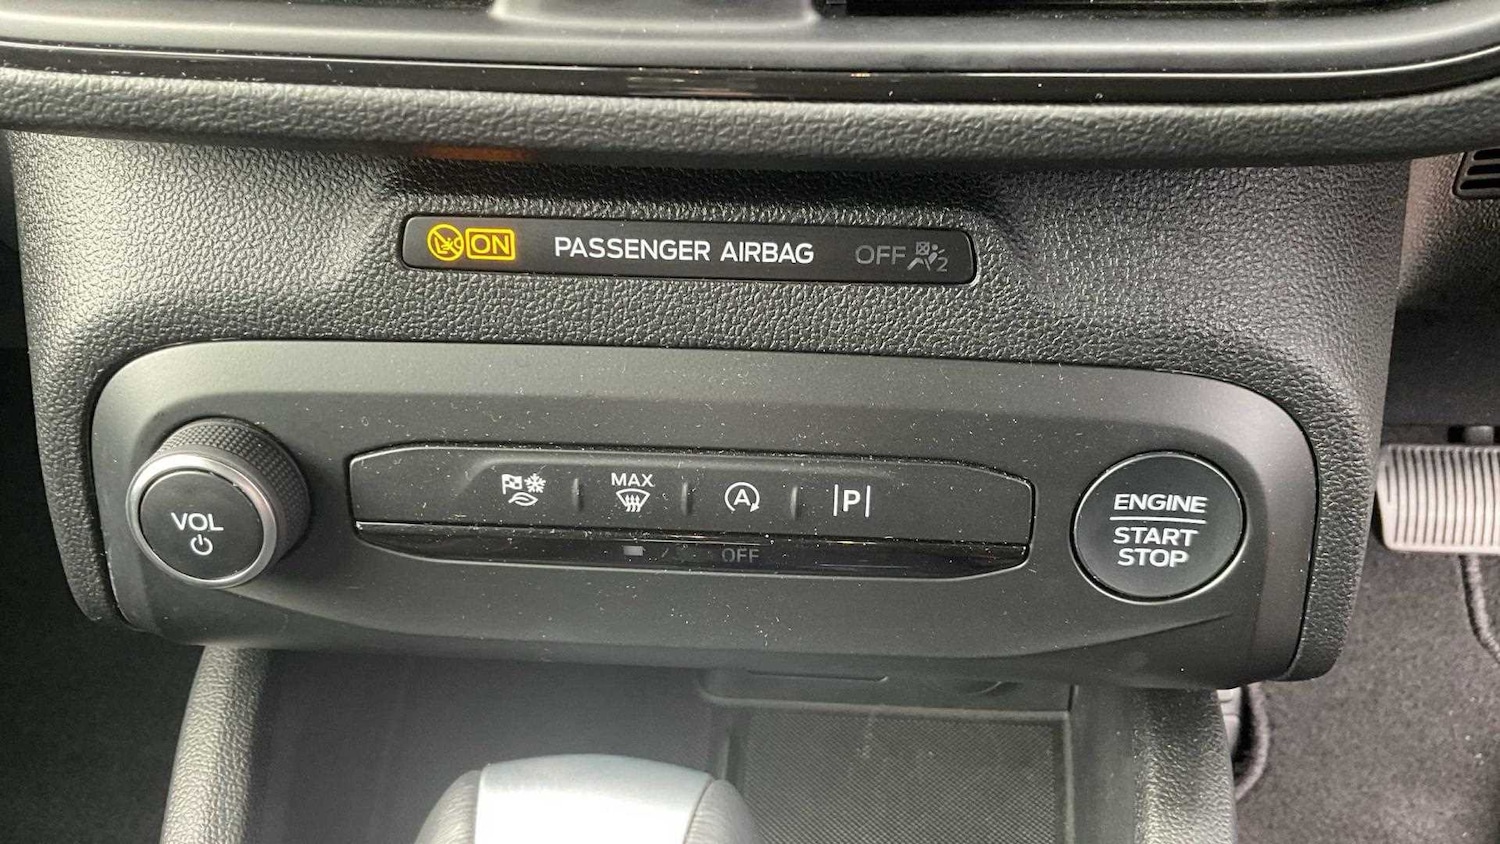 ON PASSENGER AIRBAG OFF 2
VOL
MAX
A
|P|
OFF
ENGINE
START
STOP